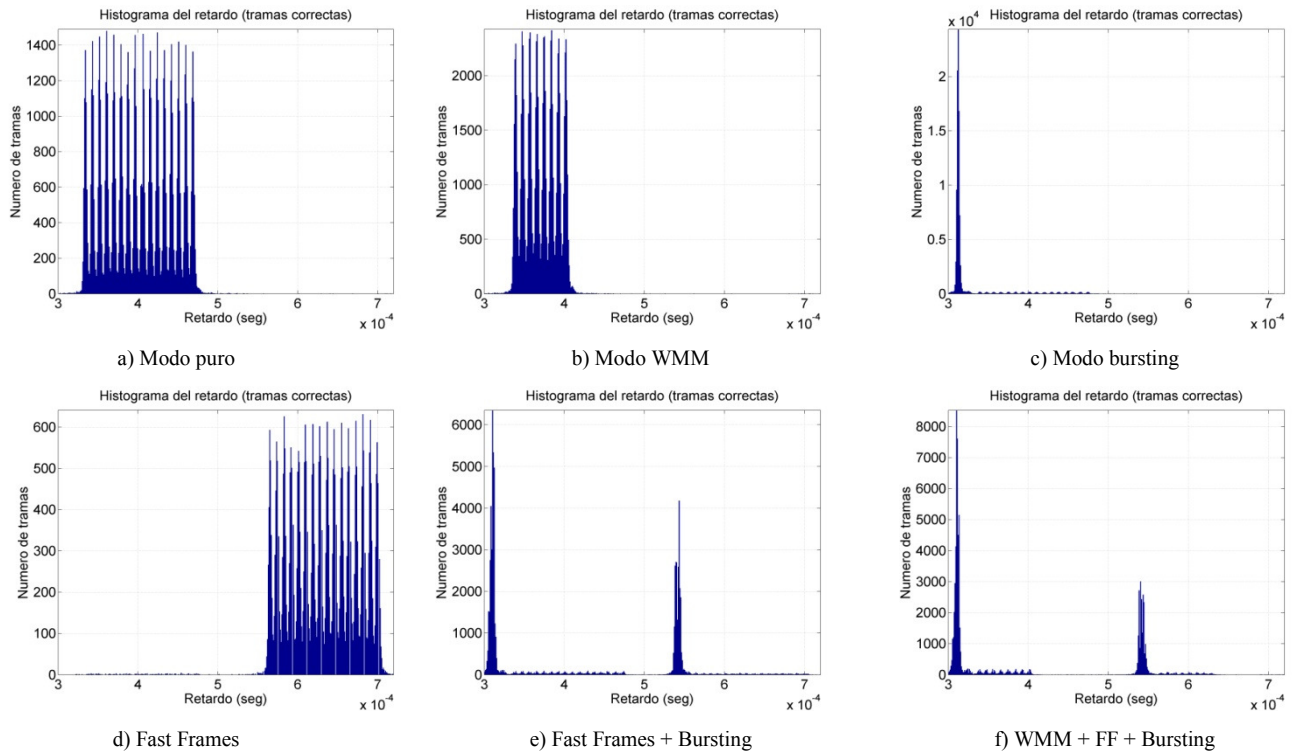 Histograma del retardo (tramas correctas)
1400
1200
1000
800
600
400
200
0
Numero de tramas
3 4 5 6 7
Retardo (seg)
x 10⁻⁴
a) Modo puro
Histograma del retardo (tramas correctas)
2000
1500
1000
500
0
Numero de tramas
3 4 5 6 7
Retardo (seg)
x 10⁻⁴
b) Modo WMM
Histograma del retardo (tramas correctas)
x 10⁴
2
1.5
1
0.5
0
Numero de tramas
3 4 5 6 7
Retardo (seg)
x 10⁻⁴
c) Modo bursting
Histograma del retardo (tramas correctas)
600
500
400
300
200
100
0
Numero de tramas
3 4 5 6 7
Retardo (seg)
x 10⁻⁴
d) Fast Frames
Histograma del retardo (tramas correctas)
6000
5000
4000
3000
2000
1000
0
Numero de tramas
3 4 5 6 7
Retardo (seg)
x 10⁻⁴
e) Fast Frames + Bursting
Histograma del retardo (tramas correctas)
8000
7000
6000
5000
4000
3000
2000
1000
0
Numero de tramas
3 4 5 6 7
Retardo (seg)
x 10⁻⁴
f) WMM + FF + Bursting